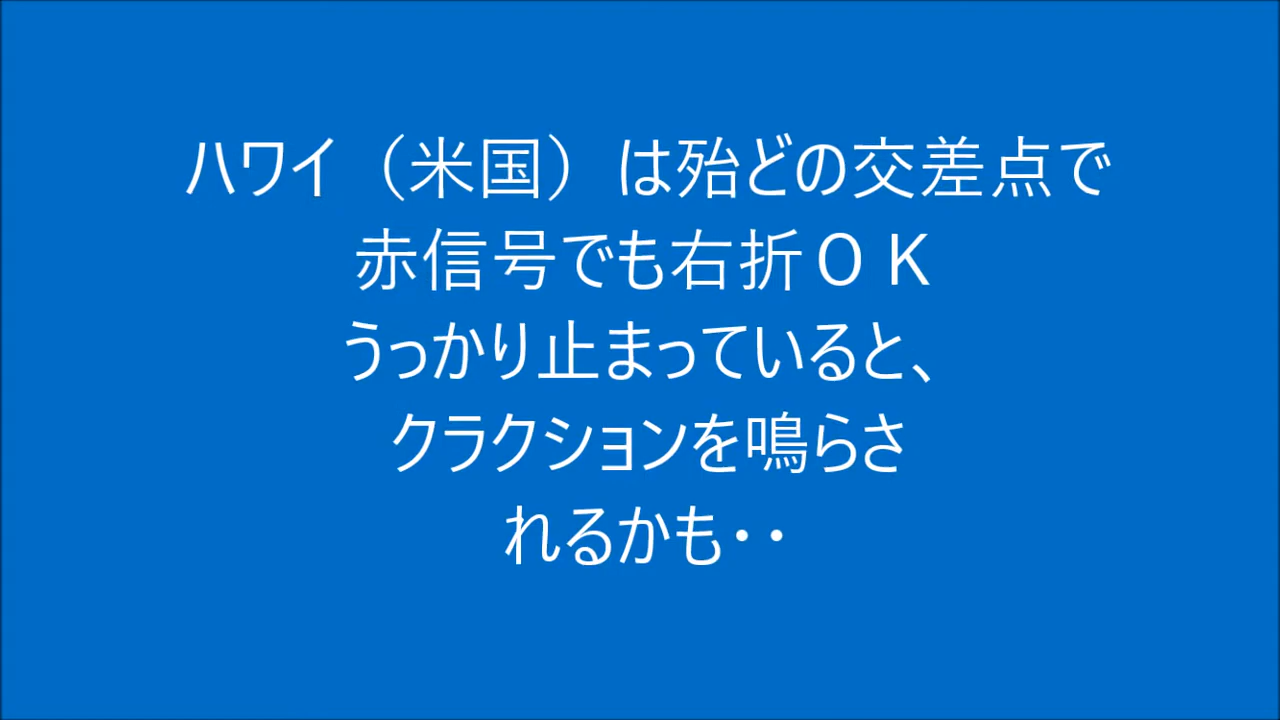 ハワイ（米国）は殆どの交差点で
赤信号でも右折ＯＫ
うっかり止まっていると、
クラクションを鳴らさ
れるかも・・